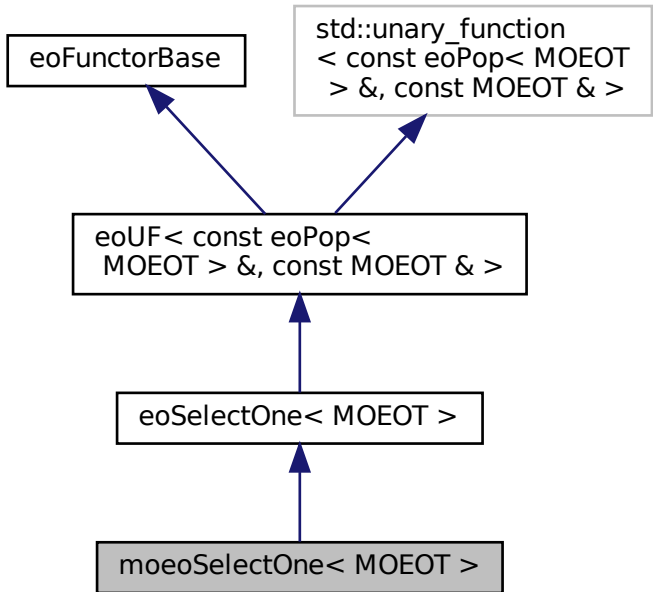 eoFunctorBase
std::unary_function
< const eoPop< MOEOT
> &, const MOEOT & >
eoUF< const eoPop<
MOEOT > &, const MOEOT & >
eoSelectOne< MOEOT >
moeoSelectOne< MOEOT >